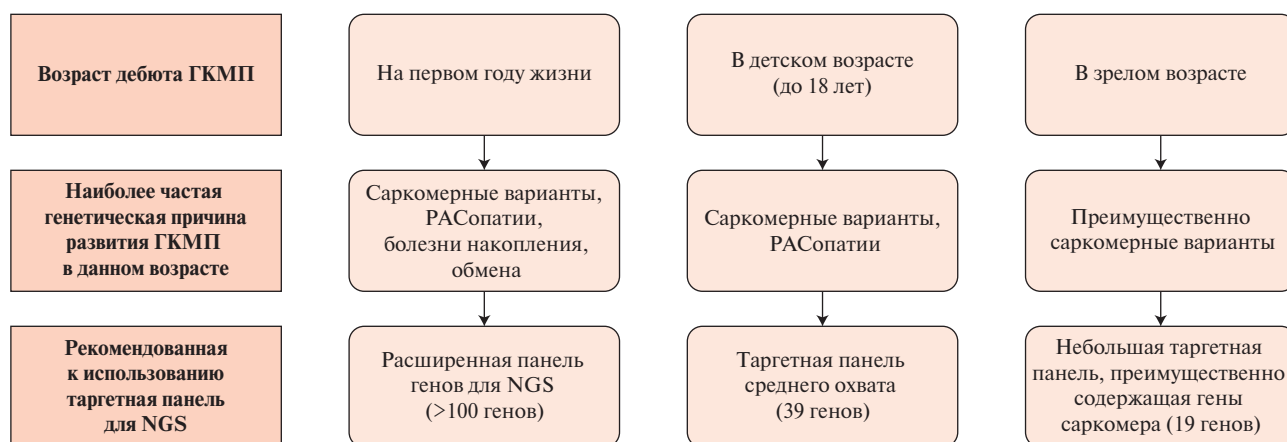 Возраст дебюта ГКМП
На первом году жизни
В детском возрасте
(до 18 лет)
В зрелом возрасте
Наиболее частая
генетическая причина
развития ГКМП
в данном возрасте
Саркомерные варианты,
РАСопатии,
болезни накопления,
обмена
Саркомерные варианты,
РАСопатии
Преимущественно
саркомерные варианты
Рекомендованная
к использованию
таргетная панель
для NGS
Расширенная панель
генов для NGS
(>100 генов)
Таргетная панель
среднего охвата
(39 генов)
Небольшая таргетная
панель, преимущественно
содержащая гены
саркомера (19 генов)